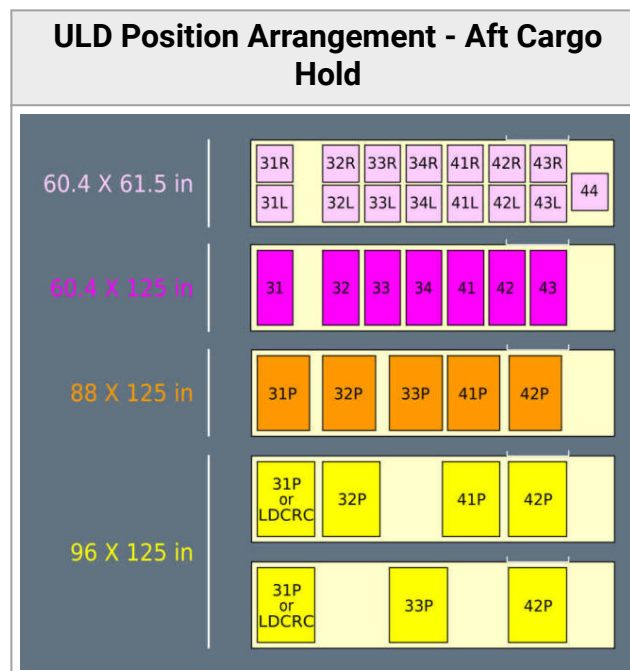 ULD Position Arrangement - Aft Cargo
Hold
60.4 X 61.5 in
31R 32R 33R 34R 41R 42R 43R
31L 32L 33L 34L 41L 42L 43L
44
60.4 X 125 in
31 32 33 34 41 42 43
88 X 125 in
31P 32P 33P 41P 42P
96 X 125 in
31P
or
LDCRC
32P 41P 42P
31P
or
LDCRC
33P 42P